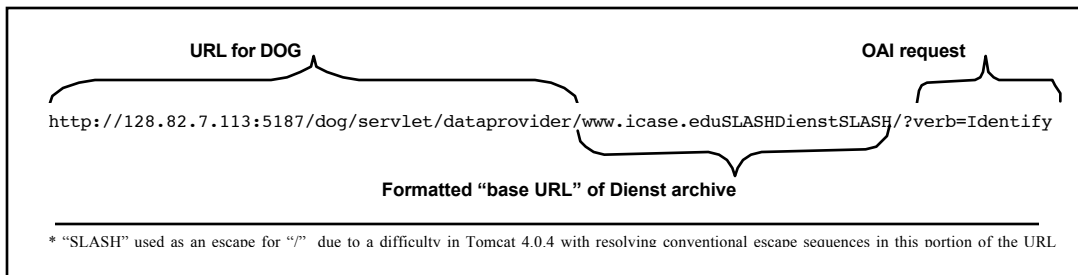 URL for DOG OAI request
http://128.82.7.113:5187/dog/servlet/dataprovider/www.icase.eduSLASHDienstSLASH/?verb=Identify
Formatted “base URL” of Dienst archive
* “SLASH” used as an escape for “/” due to a difficulty in Tomcat 4.0.4 with resolving conventional escape sequences in this portion of the URL